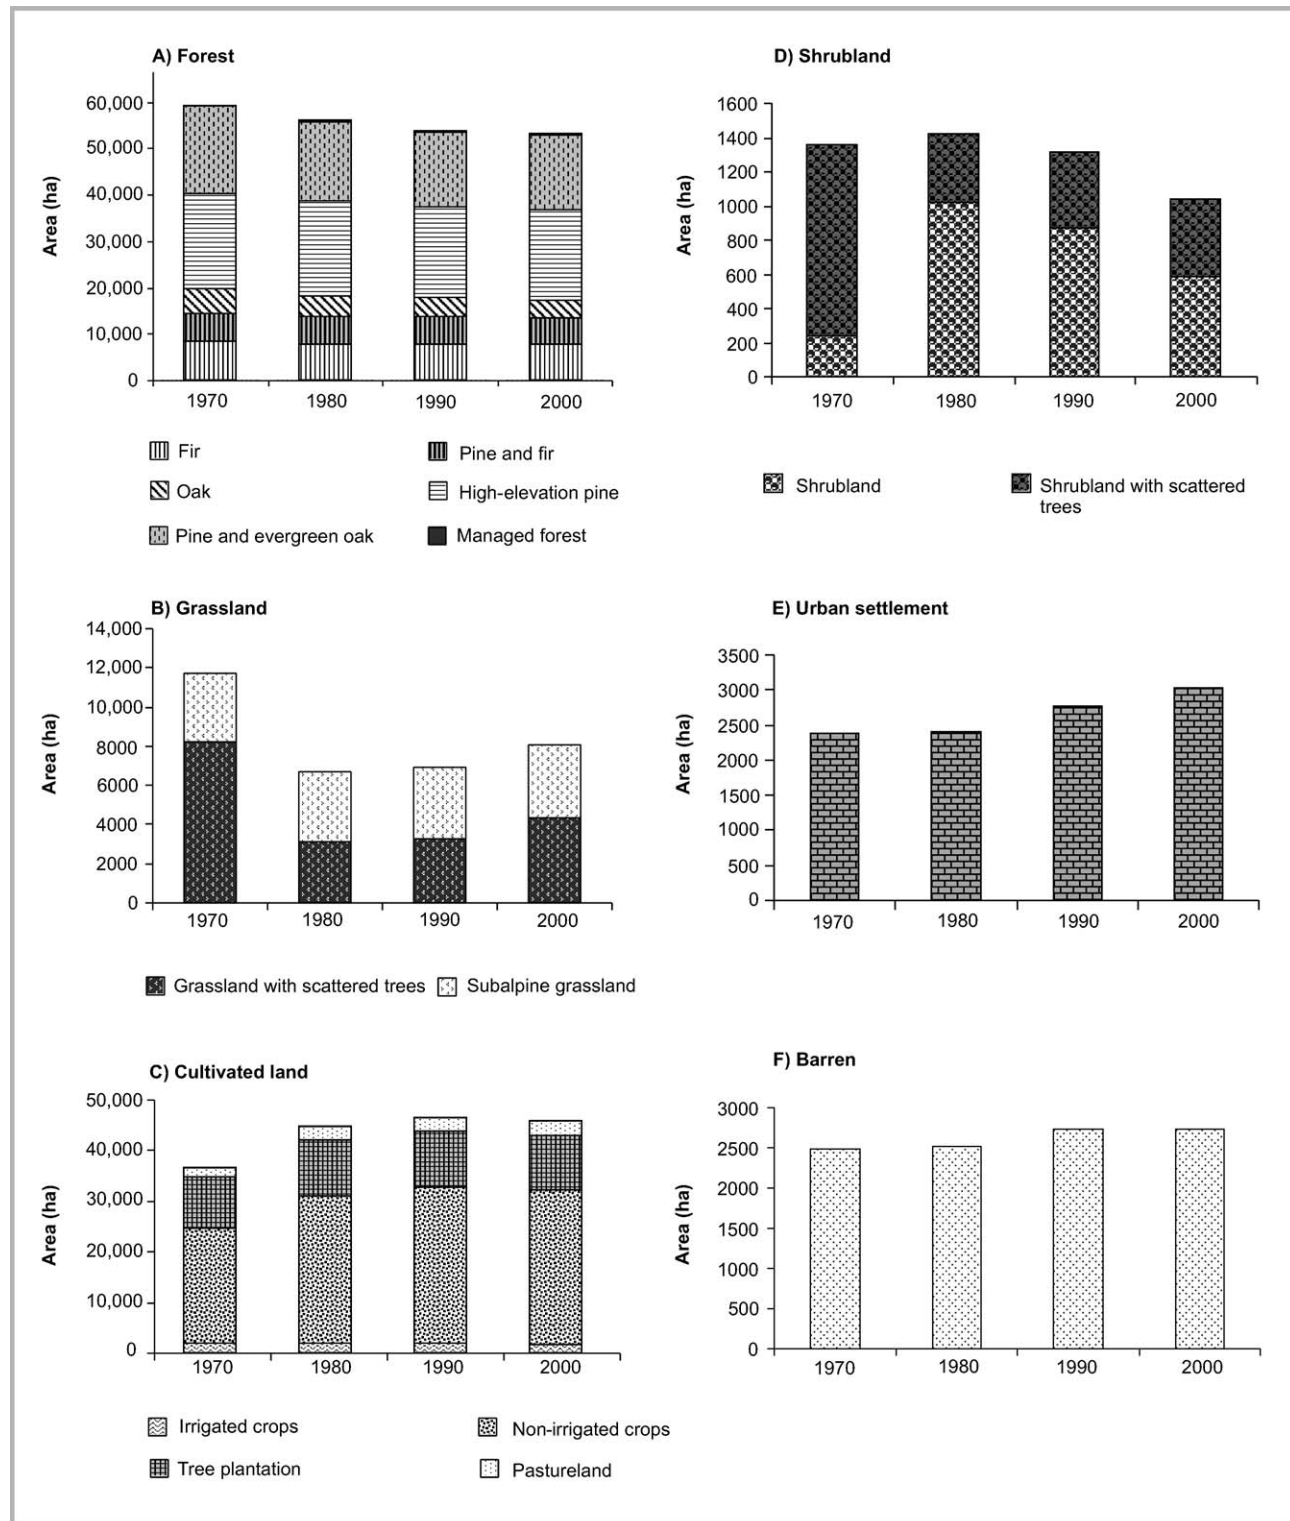 A) Forest
Area (ha)
60,000
50,000
40,000
30,000
20,000
10,000
0
1970 1980 1990 2000
Fir
Pine and fir
Oak
High-elevation pine
Pine and evergreen oak
Managed forest
B) Grassland
Area (ha)
14,000
12,000
10,000
8000
6000
4000
2000
0
1970 1980 1990 2000
Grassland with scattered trees
Subalpine grassland
C) Cultivated land
Area (ha)
50,000
40,000
30,000
20,000
10,000
0
1970 1980 1990 2000
Irrigated crops
Non-irrigated crops
Tree plantation
Pastureland
D) Shrubland
Area (ha)
1600
1400
1200
1000
800
600
400
200
0
1970 1980 1990 2000
Shrubland
Shrubland with scattered
trees
E) Urban settlement
Area (ha)
3500
3000
2500
2000
1500
1000
500
0
1970 1980 1990 2000
F) Barren
Area (ha)
3000
2500
2000
1500
1000
500
0
1970 1980 1990 2000